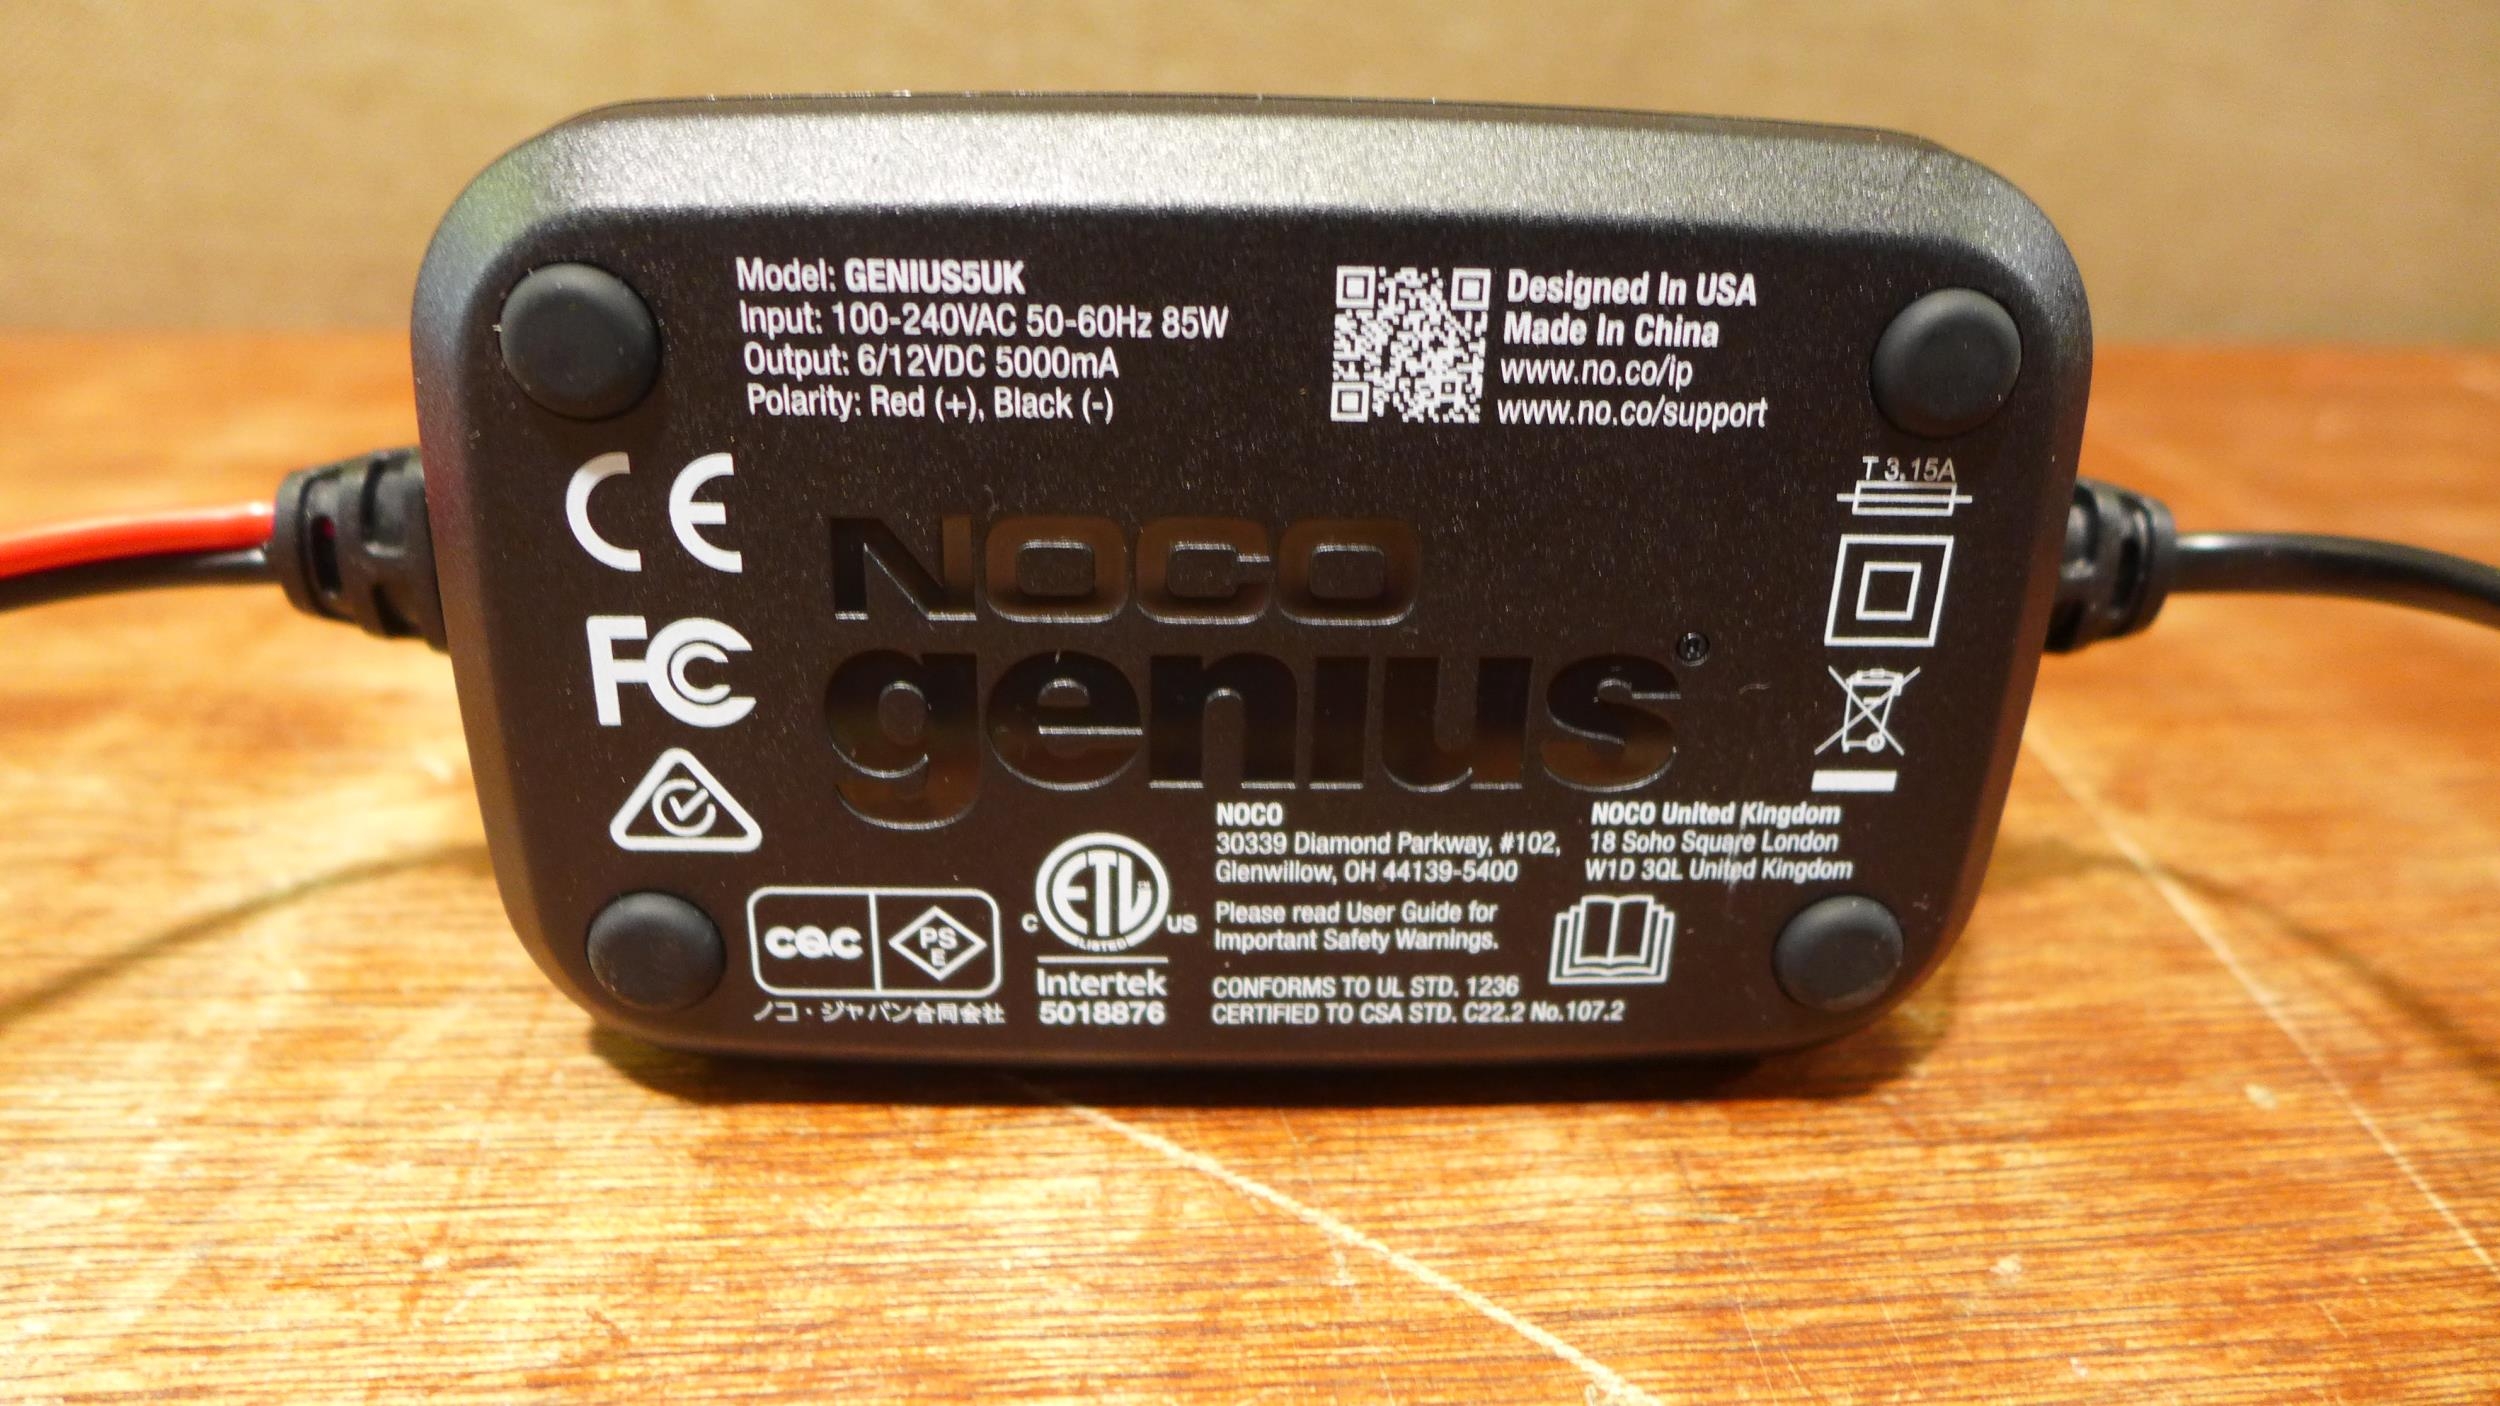 Model: GENIUS5UK
Input: 100-240VAC 50-60Hz 85W
Output: 6/12VDC 5000mA
Polarity: Red (+), Black (-)
Designed In USA
Made In China
www.no.co/ip
www.no.co/support
T 3.15A
CE
FC
NOCO
genius®
NOCO
30339 Diamond Parkway, #102,
Glenwillow, OH 44139-5400
NOCO United Kingdom
18 Soho Square London
W1D 3QL United Kingdom
Please read User Guide for
Important Safety Warnings.
CONFORMS TO UL STD. 1236
CERTIFIED TO CSA STD. C22.2 No.107.2
CQC
PS
E
ノコ・ジャパン合同会社
C ETL US
LISTED
Intertek
5018876